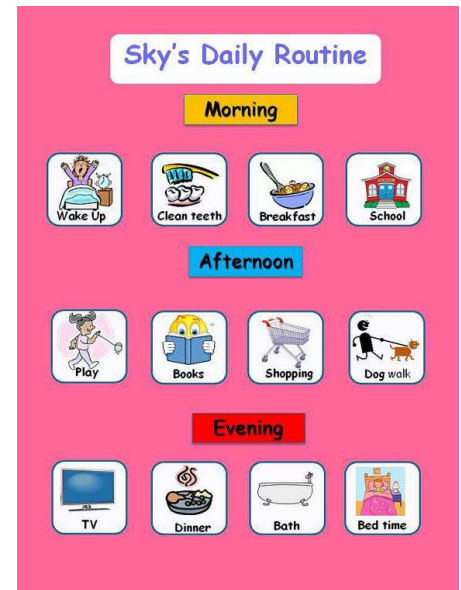 Sky's Daily Routine
Morning
Wake Up
Clean teeth
Breakfast
School
Afternoon
Play
Books
Shopping
Dog walk
Evening
TV
Dinner
Bath
Bed time